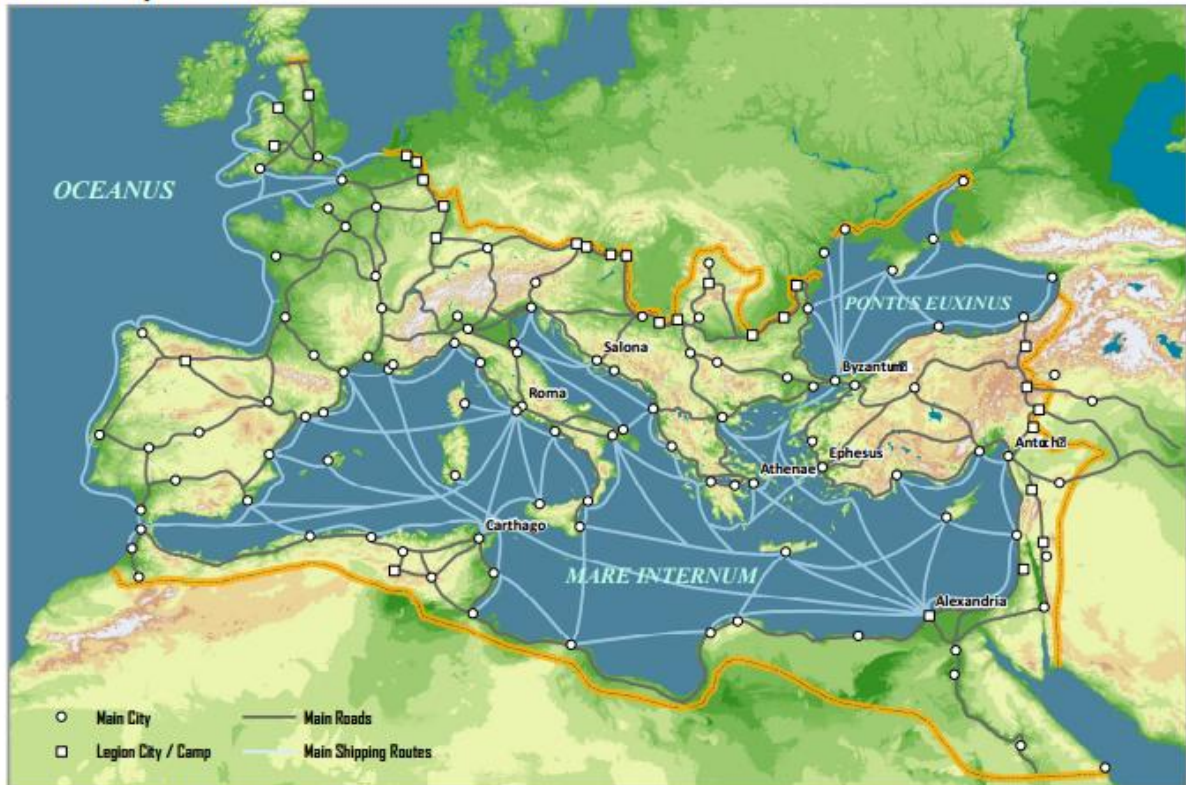 OCEANUS
PONTUS EUXINUS
Salona
Roma
Ephesus
Athenae
Carthago
MARE INTERNUM
Alexandria
Main City
Main Roads
Legion City / Camp
Main Shipping Routes